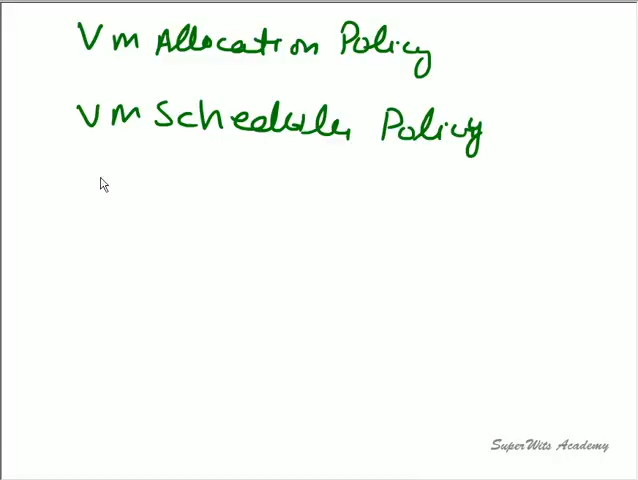 Vm Allocation Policy
VM Scheduler Policy
SuperWits Academy